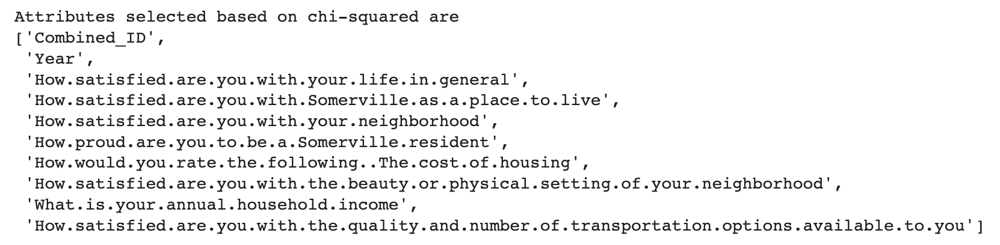 Attributes selected based on chi-squared are
['Combined_ID',
 'Year',
 'How.satisfied.are.you.with.your.life.in.general',
 'How.satisfied.are.you.with.Somerville.as.a.place.to.live',
 'How.satisfied.are.you.with.your.neighborhood',
 'How.proud.are.you.to.be.a.Somerville.resident',
 'How.would.you.rate.the.following..The.cost.of.housing',
 'How.satisfied.are.you.with.the.beauty.or.physical.setting.of.your.neighborhood',
 'What.is.your.annual.household.income',
 'How.satisfied.are.you.with.the.quality.and.number.of.transportation.options.available.to.you']